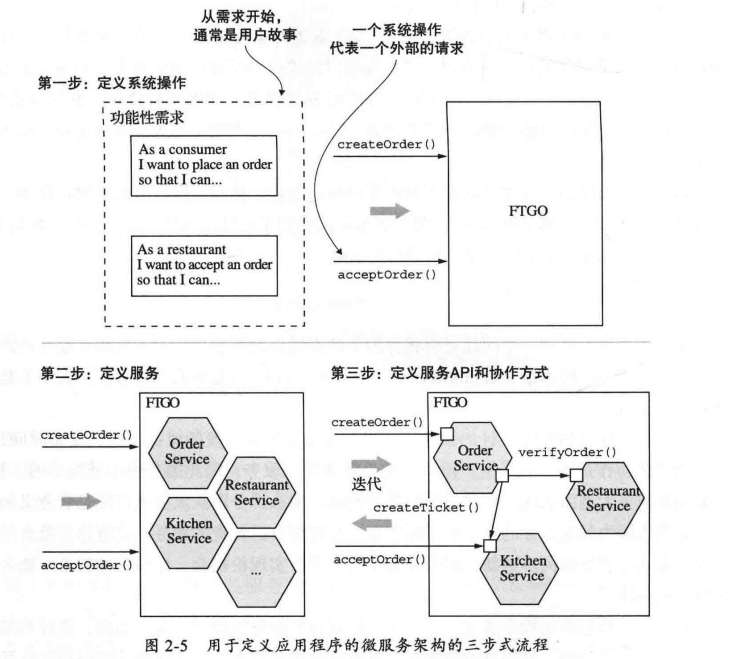 从需求开始，
通常是用户故事
一个系统操作
代表一个外部的请求
第一步：定义系统操作
功能性需求
As a consumer
I want to place an order
so that I can...
As a restaurant
I want to accept an order
so that I can...
createOrder()
FTGO
acceptOrder()
第二步：定义服务
FTGO
createOrder()
Order
Service
Restaurant
Service
Kitchen
Service
acceptOrder()
...
第三步：定义服务API和协作方式
FTGO
createOrder()
Order
Service
verifyOrder()
迭代
Restaurant
Service
createTicket()
acceptOrder()
Kitchen
Service
图 2-5 用于定义应用程序的微服务架构的三步式流程